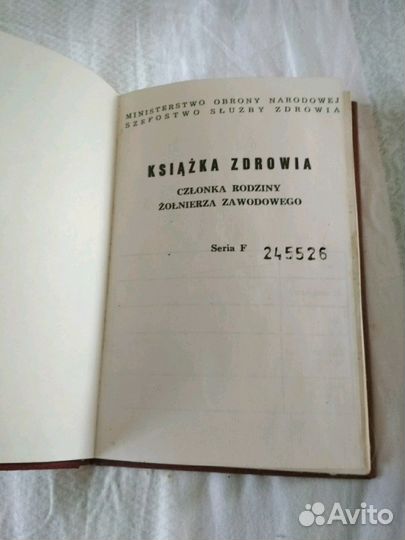 MINISTERSTWO OBRONY NARODOWEJ
SZEFOSTWO SŁUŻBY ZDROWIA
KSIĄŻKA ZDROWIA
CZŁONKA RODZINY
ŻOŁNIERZA ZAWODOWEGO
Seria F 245526
Avito